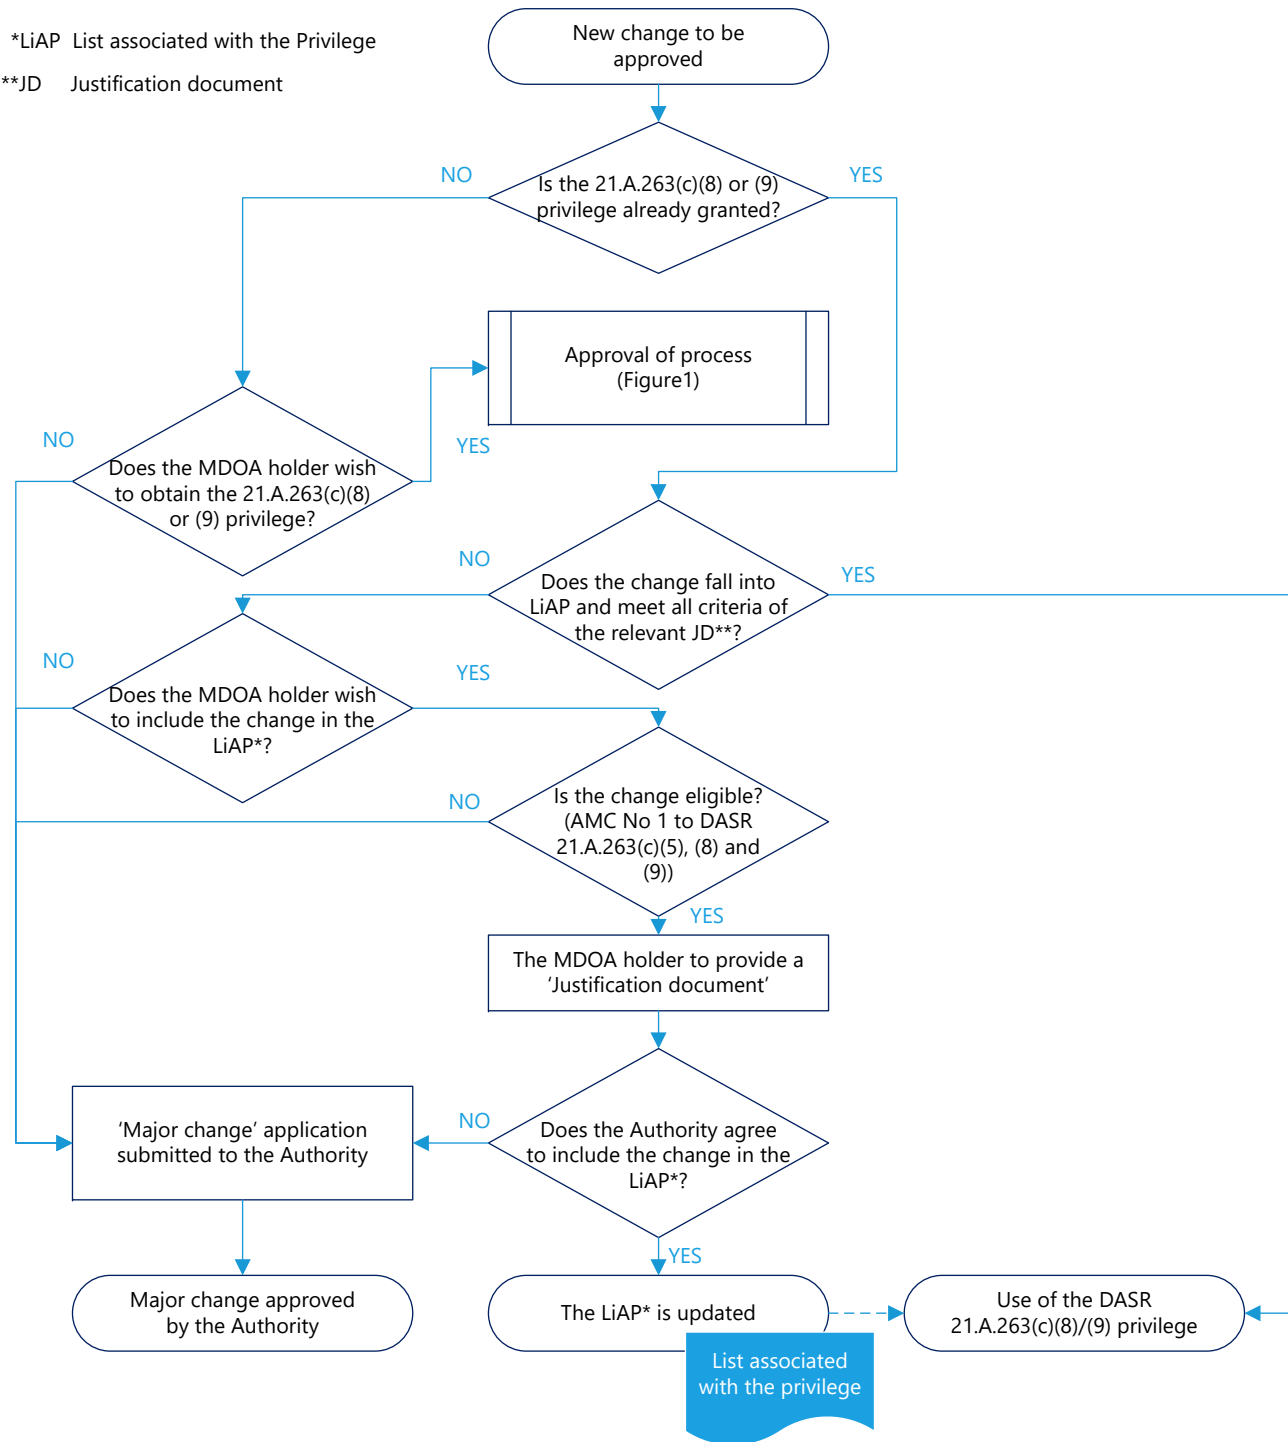 *LiAP List associated with the Privilege
**JD Justification document
New change to be
approved
NO
YES
Is the 21.A.263(c)(8) or (9)
privilege already granted?
Approval of process
(Figure1)
NO
YES
Does the MDOA holder wish
to obtain the 21.A.263(c)(8)
or (9) privilege?
NO
YES
Does the change fall into
LiAP and meet all criteria of
the relevant JD**?
NO
YES
Does the MDOA holder wish
to include the change in the
LiAP*?
NO
Is the change eligible?
(AMC No 1 to DASR
21.A.263(c)(5), (8) and
(9))
YES
The MDOA holder to provide a
‘Justification document’
‘Major change’ application
submitted to the Authority
NO
Does the Authority agree
to include the change in the
LiAP*?
YES
Major change approved
by the Authority
The LiAP* is updated
Use of the DASR
21.A.263(c)(8)/(9) privilege
List associated
with the privilege